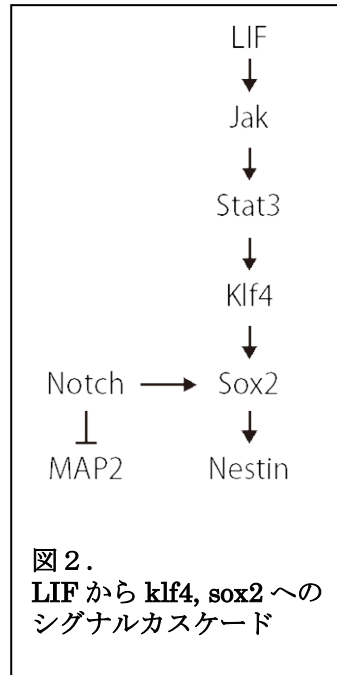 LIF
Jak
Stat3
Klf4
Notch Sox2
MAP2 Nestin
図2.
LIF から klf4, sox2 への
シグナルカスケード